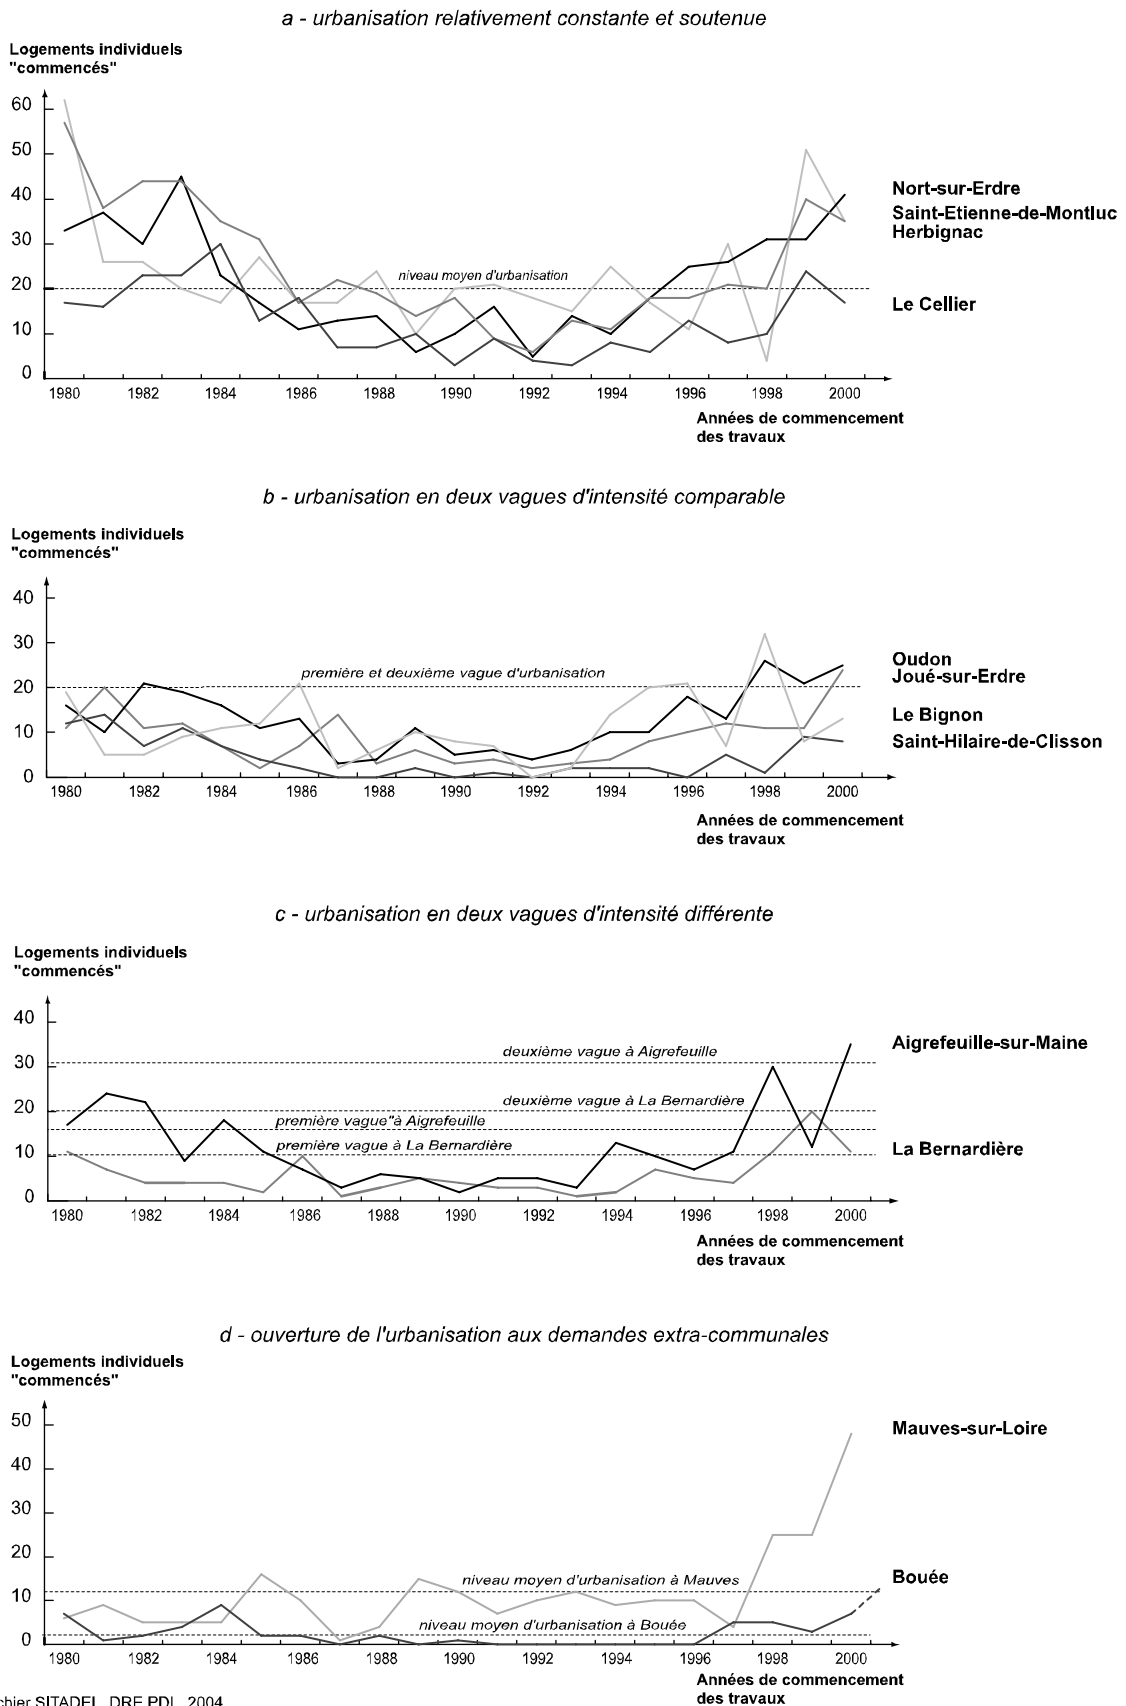 a - urbanisation relativement constante et soutenue
Logements individuels
"commencés"
60
50
40
30
20
10
0
niveau moyen d'urbanisation
Nort-sur-Erdre
Saint-Etienne-de-Montluc
Herbignac
Le Cellier
1980 1982 1984 1986 1988 1990 1992 1994 1996 1998 2000
Années de commencement
des travaux
b - urbanisation en deux vagues d'intensité comparable
Logements individuels
"commencés"
40
30
20
10
0
première et deuxième vague d'urbanisation
Oudon
Joué-sur-Erdre
Le Bignon
Saint-Hilaire-de-Clisson
1980 1982 1984 1986 1988 1990 1992 1994 1996 1998 2000
Années de commencement
des travaux
c - urbanisation en deux vagues d'intensité différente
Logements individuels
"commencés"
40
30
20
10
0
deuxième vague à Aigrefeuille
deuxième vague à La Bernardière
première vague"à Aigrefeuille
première vague à La Bernardière
Aigrefeuille-sur-Maine
La Bernardière
1980 1982 1984 1986 1988 1990 1992 1994 1996 1998 2000
Années de commencement
des travaux
d - ouverture de l'urbanisation aux demandes extra-communales
Logements individuels
"commencés"
50
40
30
20
10
0
niveau moyen d'urbanisation à Mauves
niveau moyen d'urbanisation à Bouée
Mauves-sur-Loire
Bouée
1980 1982 1984 1986 1988 1990 1992 1994 1996 1998 2000
Années de commencement
des travaux
chier SITADEL, DRE PDL, 2004